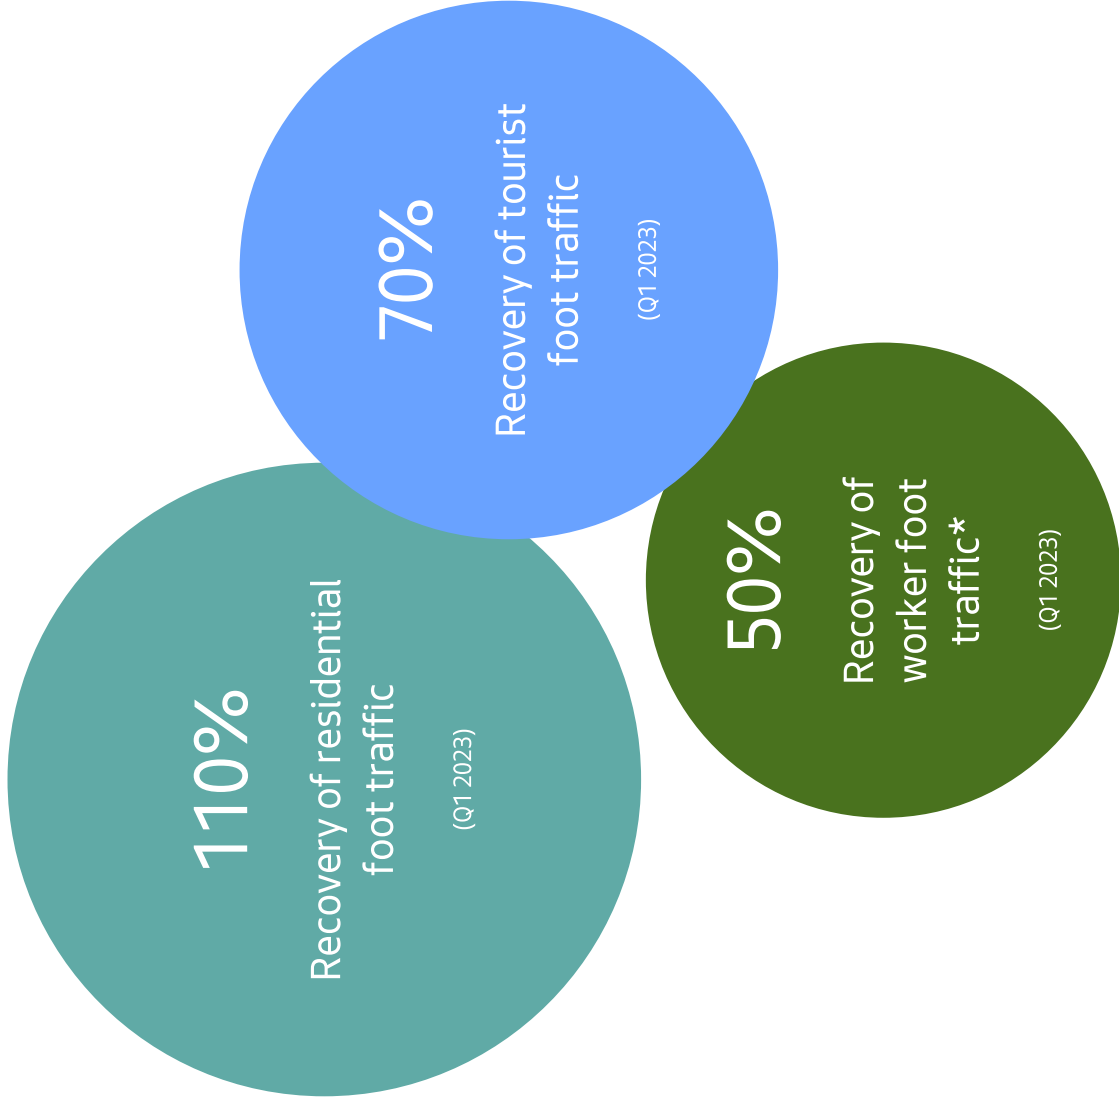 110%
Recovery of residential
foot traffic
(Q1 2023)
70%
Recovery of tourist
foot traffic
(Q1 2023)
50%
Recovery of
worker foot
traffic*
(Q1 2023)